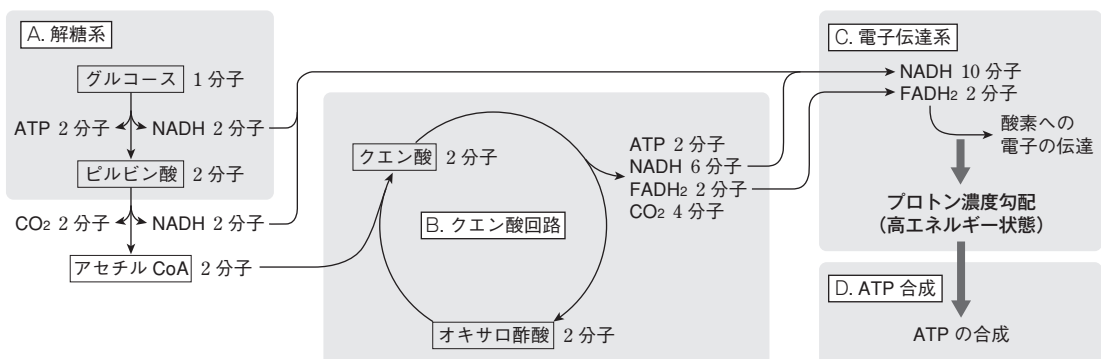 A. 解糖系
グルコース 1 分子
ATP 2 分子 NADH 2 分子
ピルビン酸 2 分子
CO2 2 分子 NADH 2 分子
アセチル CoA 2 分子
クエン酸 2 分子
B. クエン酸回路
オキサロ酢酸 2 分子
ATP 2 分子
NADH 6 分子
FADH2 2 分子
CO2 4 分子
C. 電子伝達系
NADH 10 分子
FADH2 2 分子
酸素への
電子の伝達
プロトン濃度勾配
（高エネルギー状態）
D. ATP 合成
ATP の合成